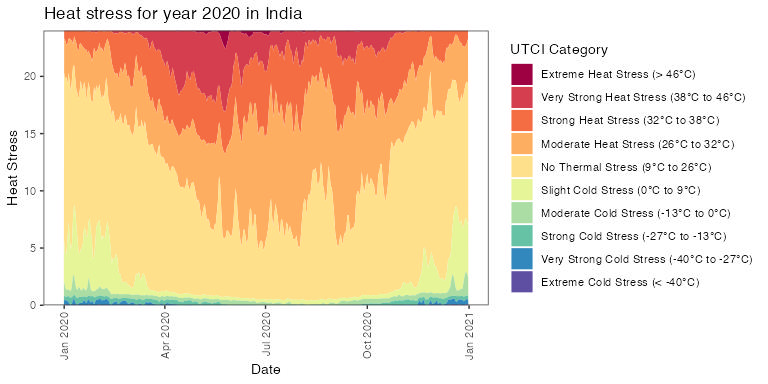 Heat stress for year 2020 in India
Heat Stress
20
15
10
5
0
Jan 2020
Apr 2020
Jul 2020
Oct 2020
Jan 2021
Date
UTCI Category
Extreme Heat Stress (> 46°C)
Very Strong Heat Stress (38°C to 46°C)
Strong Heat Stress (32°C to 38°C)
Moderate Heat Stress (26°C to 32°C)
No Thermal Stress (9°C to 26°C)
Slight Cold Stress (0°C to 9°C)
Moderate Cold Stress (-13°C to 0°C)
Strong Cold Stress (-27°C to -13°C)
Very Strong Cold Stress (-40°C to -27°C)
Extreme Cold Stress (< -40°C)